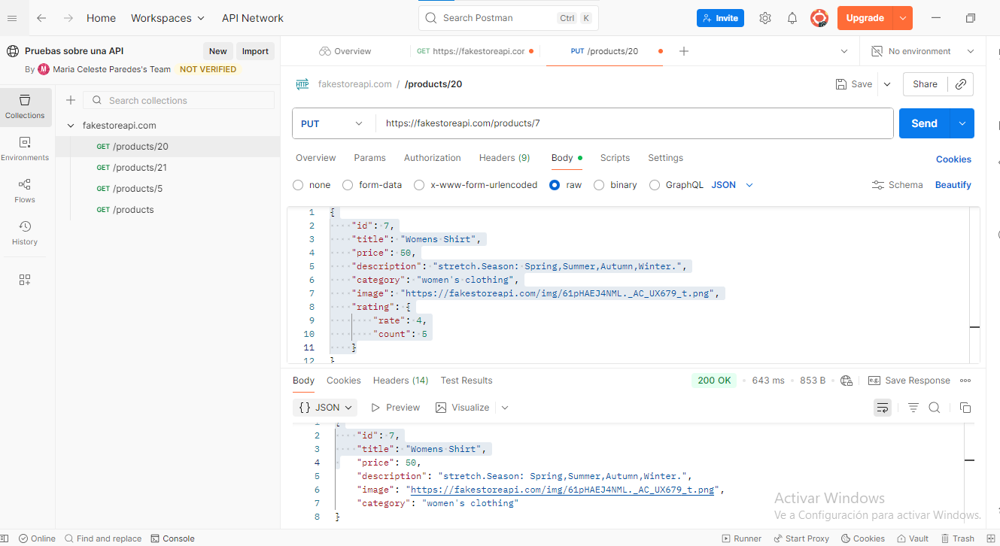 Home Workspaces API Network Search Postman Ctrl K Invite Upgrade
Pruebas sobre una API New Import
By M Maria Celeste Paredes's Team NOT VERIFIED
Overview GET https://fakestoreapi.cor PUT /products/20 No environment
HTTP fakestoreapi.com / /products/20 Save Share
Collections
Environments
Flows
History
Search collections
fakestoreapi.com
GET /products/20
GET /products/21
GET /products/5
GET /products
PUT https://fakestoreapi.com/products/7 Send
Overview Params Authorization Headers (9) Body Scripts Settings Cookies
none form-data x-www-form-urlencoded raw binary GraphQL JSON Schema Beautify
1 {
2 "id": 7,
3 "title": "Womens Shirt",
4 "price": 50,
5 "description": "stretch.Season: Spring,Summer,Autumn,Winter.",
6 "category": "women's clothing",
7 "image": "https://fakestoreapi.com/img/61pHAEJ4NML._AC_UX679_t.png",
8 "rating": {
9 "rate": 4,
10 "count": 5
11 }
12 }
Body Cookies Headers (14) Test Results 200 OK 643 ms 853 B e.g. Save Response
{} JSON Preview Visualize
1 {
2 "id": 7,
3 "title": "Womens Shirt",
4 "price": 50,
5 "description": "stretch.Season: Spring,Summer,Autumn,Winter.",
6 "image": "https://fakestoreapi.com/img/61pHAEJ4NML._AC_UX679_t.png",
7 "category": "women's clothing"
8 }
Activar Windows
Ve a Configuración para activar Windows.
Online Find and replace Console Runner Start Proxy Cookies Vault Trash